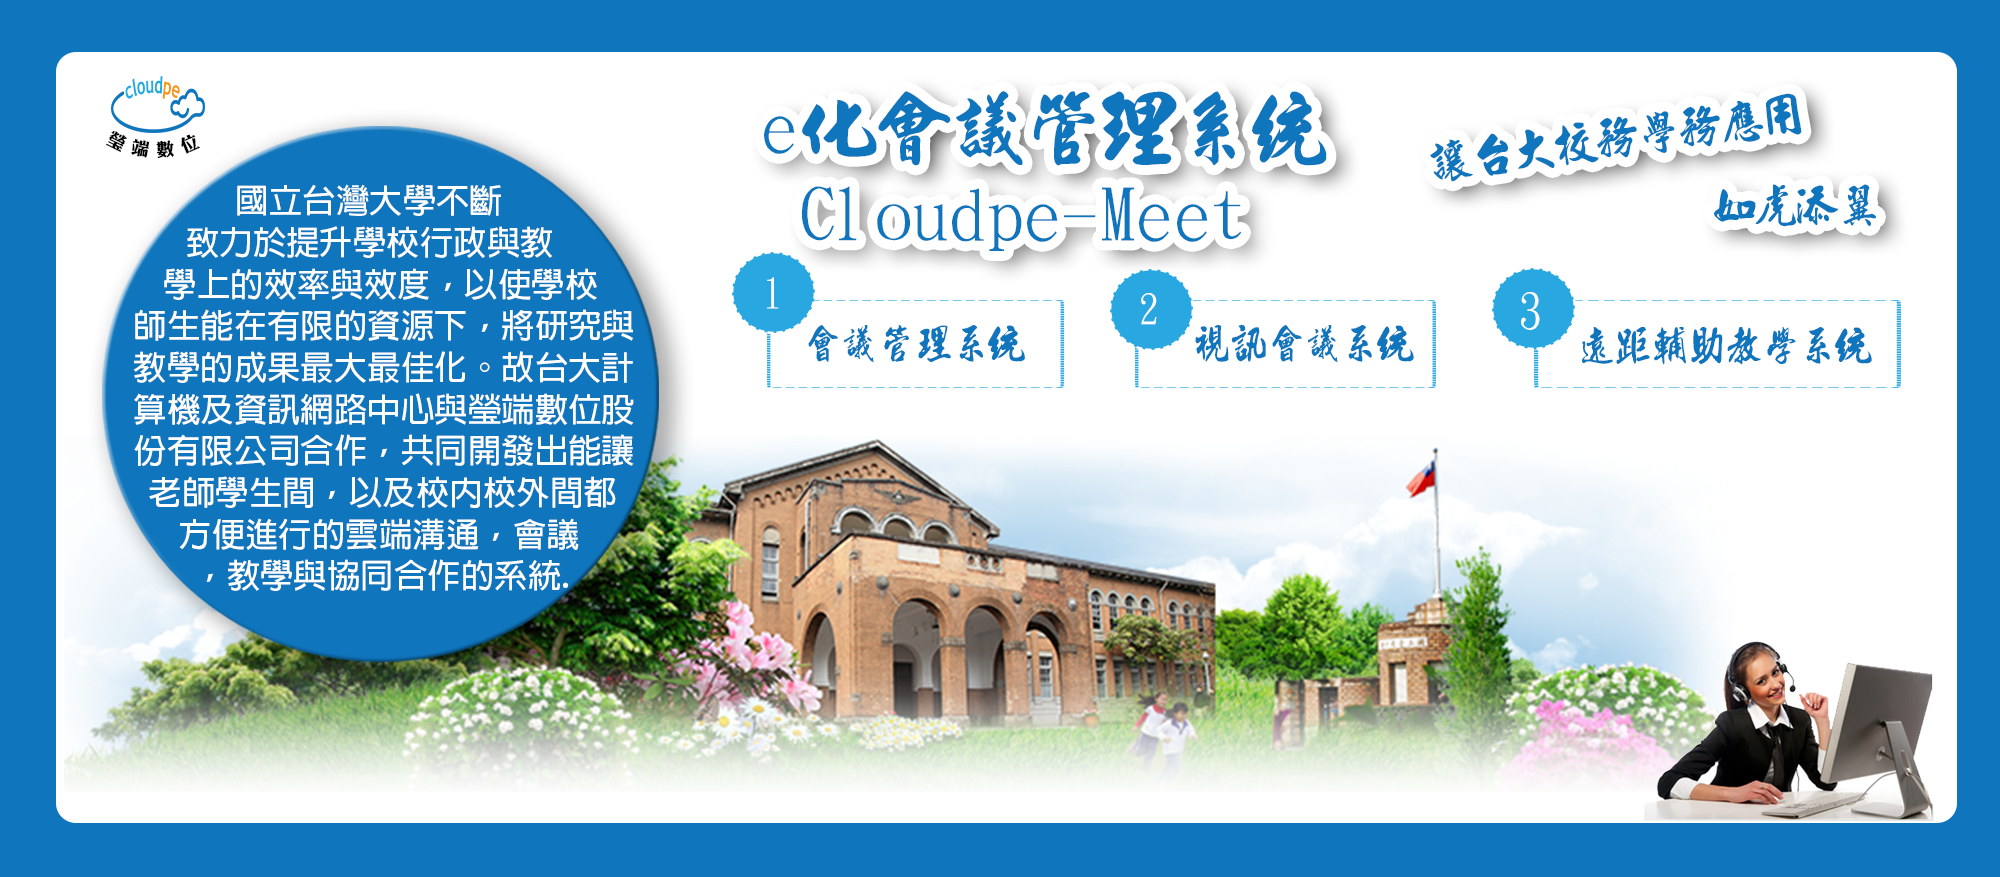 cloudpe
瑩端數位
國立台灣大學不斷
致力於提升學校行政與教
學上的效率與效度，以使學校
師生能在有限的資源下，將研究與
教學的成果最大最佳化。故台大計
算機及資訊網路中心與瑩端數位股
份有限公司合作，共同開發出能讓
老師學生間，以及校內校外間都
方便進行的雲端溝通，會議
，教學與協同合作的系統.
e化會議管理系統
Cloudpe-Meet
讓台大校務學務應用
如虎添翼
1
會議管理系統
2
視訊會議系統
3
遠距輔助教學系統